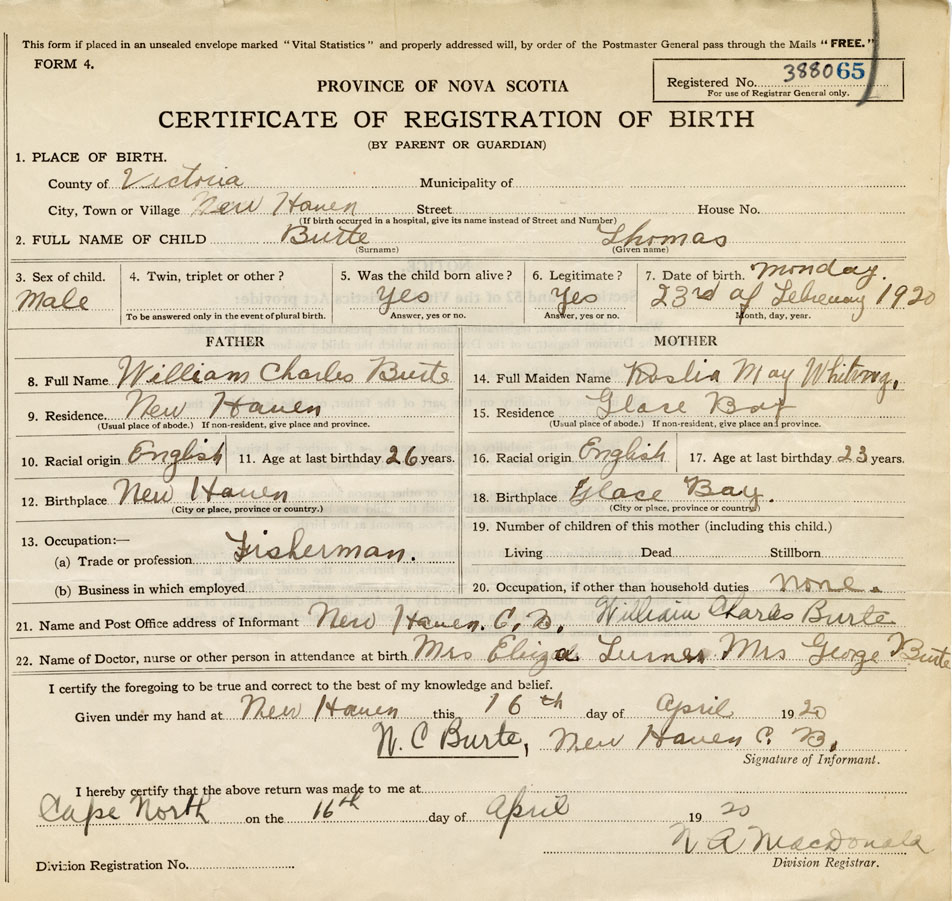 This form if placed in an unsealed envelope marked "Vital Statistics" and properly addressed will, by order of the Postmaster General pass through the Mails "FREE."
FORM 4.
Registered No. 388065
For use of Registrar General only.
PROVINCE OF NOVA SCOTIA
CERTIFICATE OF REGISTRATION OF BIRTH
(BY PARENT OR GUARDIAN)
1. PLACE OF BIRTH.
County of Victoria Municipality of
City, Town or Village New Haven Street House No.
(If birth occurred in a hospital, give its name instead of Street and Number)
2. FULL NAME OF CHILD Burte Thomas
(Surname) (Given name)
3. Sex of child. 4. Twin, triplet or other? 5. Was the child born alive? 6. Legitimate? 7. Date of birth. Monday.
Male Yes Yes 23rd of Februay 1920
To be answered only in the event of plural birth. Answer, yes or no. Answer, yes or no. Month, day, year.
FATHER MOTHER
8. Full Name William Charles Burte 14. Full Maiden Name May
9. Residence. New Haven 15. Residence Glase Bay
(Usual place of abode.) If non-resident, give place and province. (Usual place of abode.) If non-resident, give place and province.
10. Racial origin English 11. Age at last birthday 26 years. 16. Racial origin English 17. Age at last birthday 23 years.
12. Birthplace New Haven 18. Birthplace Glace Bay.
(City or place, province or country.) (City or place, province or country)
19. Number of children of this mother (including this child.)
13. Occupation:—
(a) Trade or profession Fisherman. Living Dead Stillborn
(b) Business in which employed 20. Occupation, if other than household duties None.
21. Name and Post Office address of Informant New Haven. C. B. William Charles Burte
22. Name of Doctor, nurse or other person in attendance at birth Mrs Eliza Turner Mrs George Burte
I certify the foregoing to be true and correct to the best of my knowledge and belief.
Given under my hand at New Haven this 16th day of April 1920
W. C Burte, New Haven C. B.
Signature of Informant.
I hereby certify that the above return was made to me at
Cape North on the 16th day of April 1920
N A MacDonald
Division Registration No. Division Registrar.